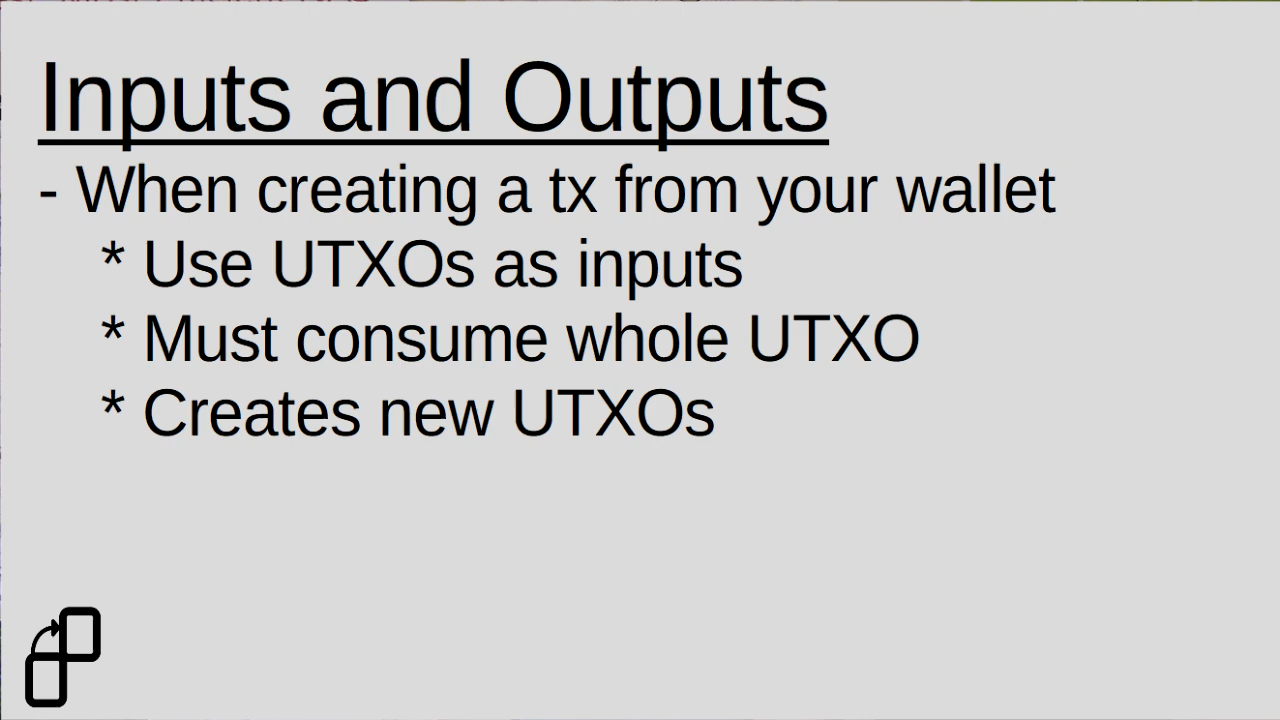 Inputs and Outputs
- When creating a tx from your wallet
* Use UTXOs as inputs
* Must consume whole UTXO
* Creates new UTXOs